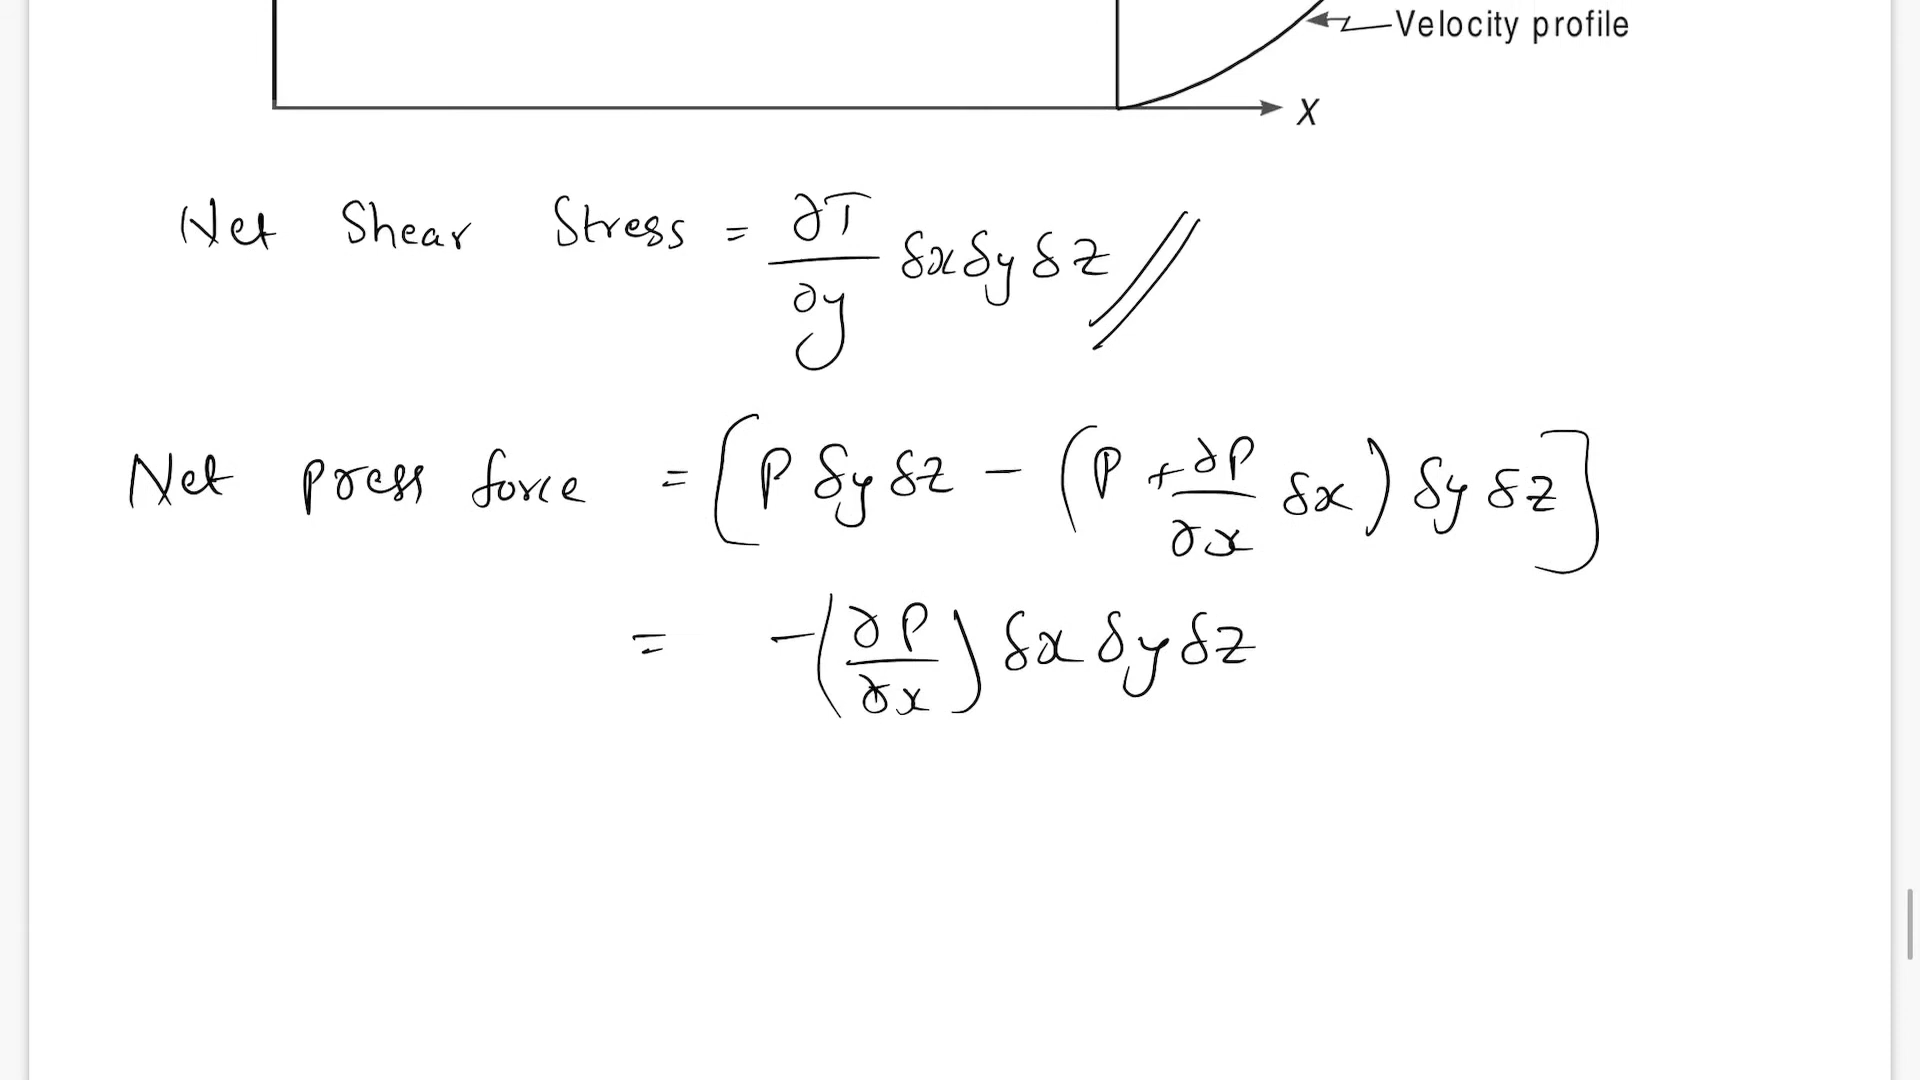 Velocity profile
X
Net Shear Stress = ∂τ/∂y δx δy δz //
Net press force = [P δy δz − (P + ∂P/∂x δx) δy δz]
= −(∂P/∂x) δx δy δz